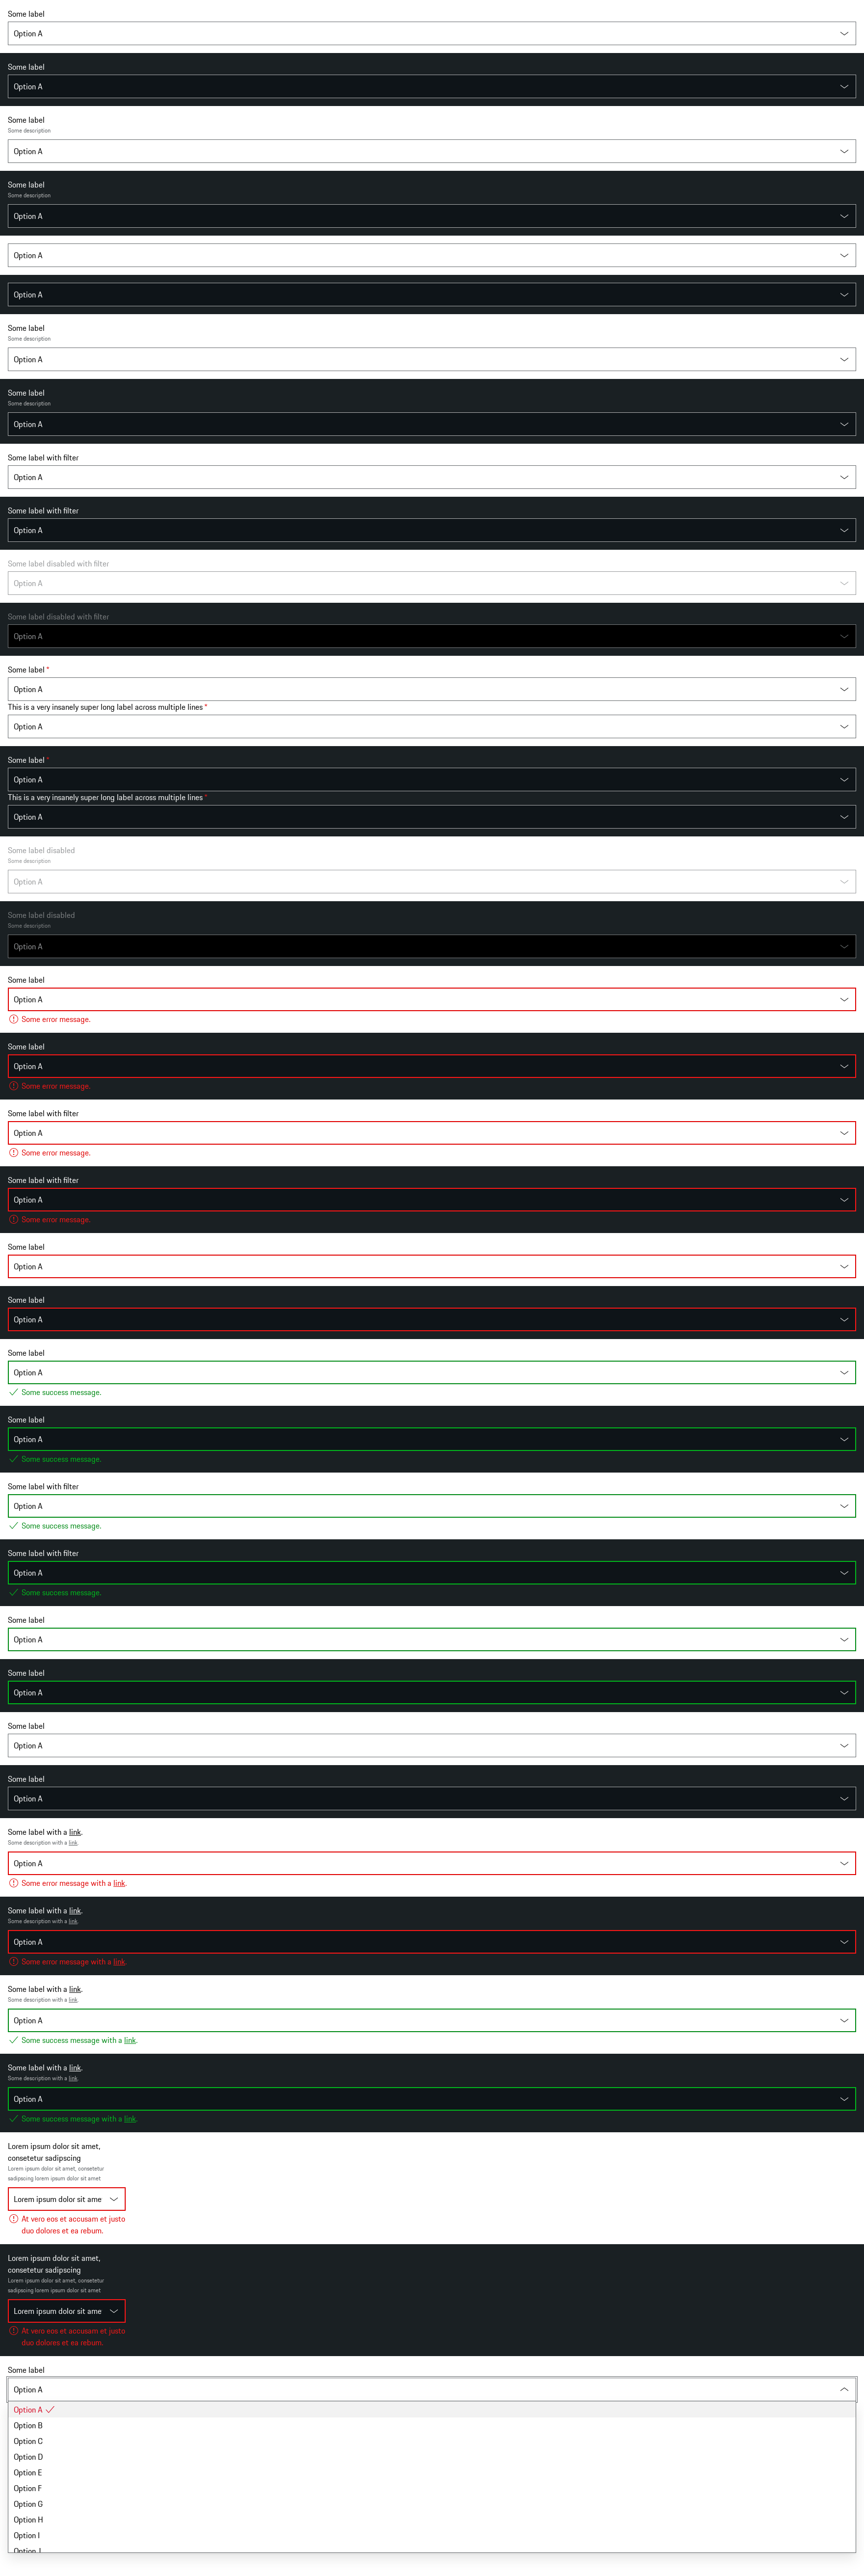 Some label
Option A
Some label
Option A
Some label
Some description
Option A
Some label
Some description
Option A
Option A
Option A
Some label
Some description
Option A
Some label
Some description
Option A
Some label with filter
Option A
Some label with filter
Option A
Some label disabled with filter
Option A
Some label disabled with filter
Option A
Some label *
Option A
This is a very insanely super long label across multiple lines *
Option A
Some label *
Option A
This is a very insanely super long label across multiple lines *
Option A
Some label disabled
Some description
Option A
Some label disabled
Some description
Option A
Some label
Option A
Some error message.
Some label
Option A
Some error message.
Some label with filter
Option A
Some error message.
Some label with filter
Option A
Some error message.
Some label
Option A
Some label
Option A
Some label
Option A
Some success message.
Some label
Option A
Some success message.
Some label with filter
Option A
Some success message.
Some label with filter
Option A
Some success message.
Some label
Option A
Some label
Option A
Some label
Option A
Some label
Option A
Some label with a link.
Some description with a link.
Option A
Some error message with a link.
Some label with a link.
Some description with a link.
Option A
Some error message with a link.
Some label with a link.
Some description with a link.
Option A
Some success message with a link.
Some label with a link.
Some description with a link.
Option A
Some success message with a link.
Lorem ipsum dolor sit amet,
consetetur sadipscing
Lorem ipsum dolor sit amet, consetetur
sadipscing lorem ipsum dolor sit amet
Lorem ipsum dolor sit ame
At vero eos et accusam et justo
duo dolores et ea rebum.
Lorem ipsum dolor sit amet,
consetetur sadipscing
Lorem ipsum dolor sit amet, consetetur
sadipscing lorem ipsum dolor sit amet
Lorem ipsum dolor sit ame
At vero eos et accusam et justo
duo dolores et ea rebum.
Some label
Option A
Option A
Option B
Option C
Option D
Option E
Option F
Option G
Option H
Option I
Option J